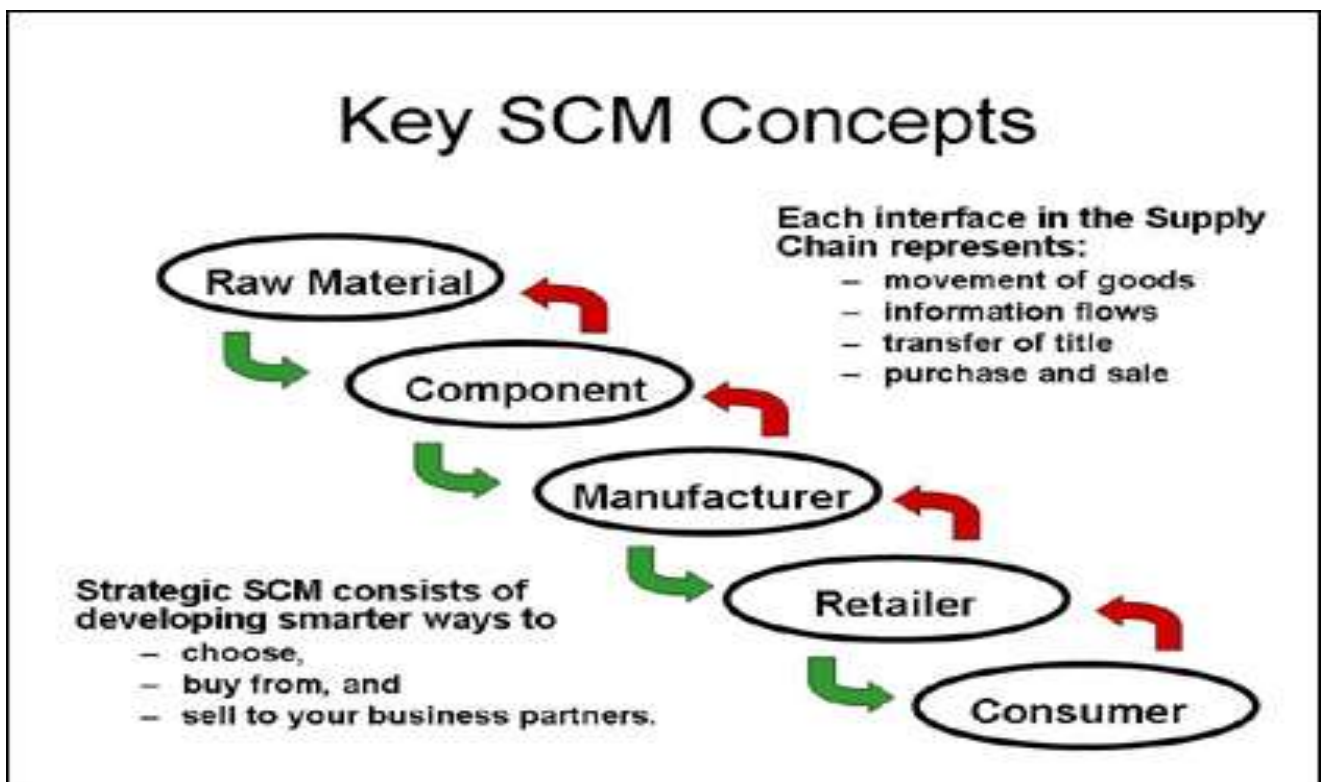 Key SCM Concepts
Each interface in the Supply
Chain represents:
– movement of goods
– information flows
– transfer of title
– purchase and sale
Raw Material
Component
Manufacturer
Retailer
Consumer
Strategic SCM consists of
developing smarter ways to
– choose,
– buy from, and
– sell to your business partners.